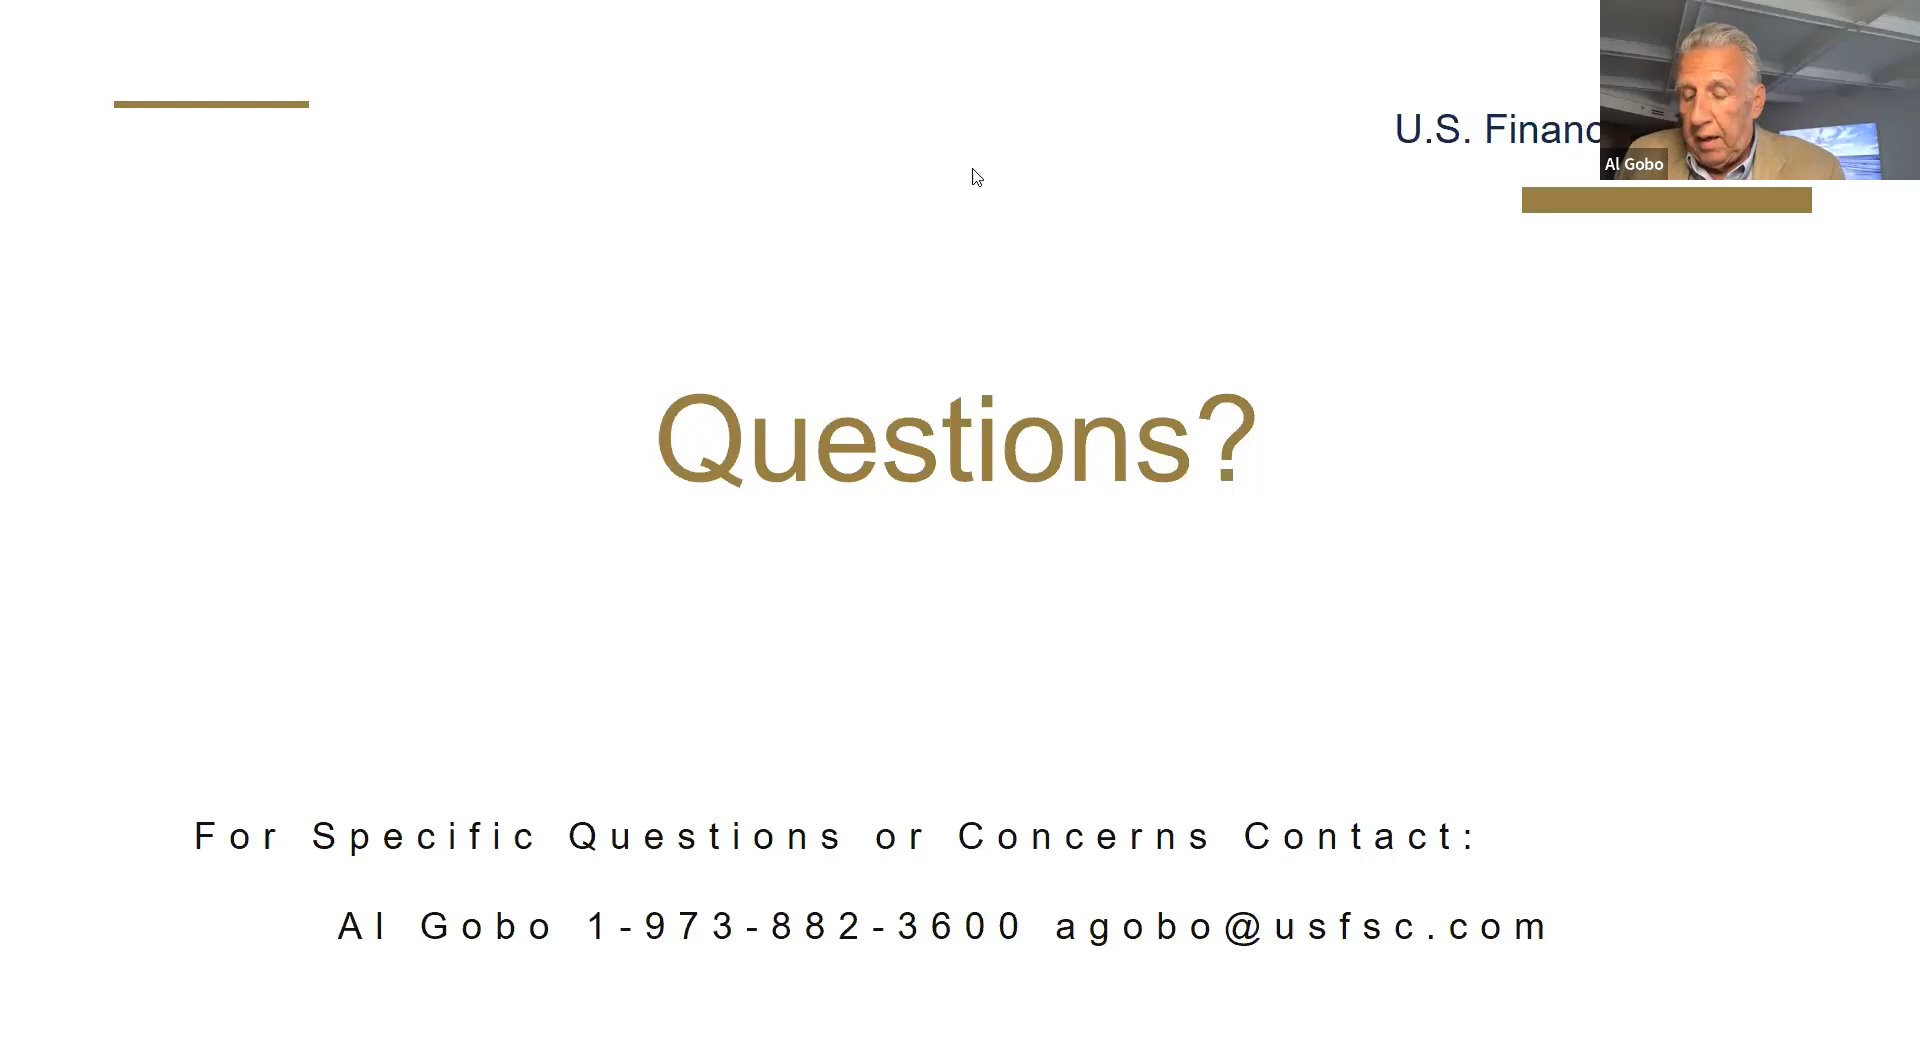 U.S. Financ
Al Gobo
Questions?
For Specific Questions or Concerns Contact:
Al Gobo 1-973-882-3600 agobo@usfsc.com